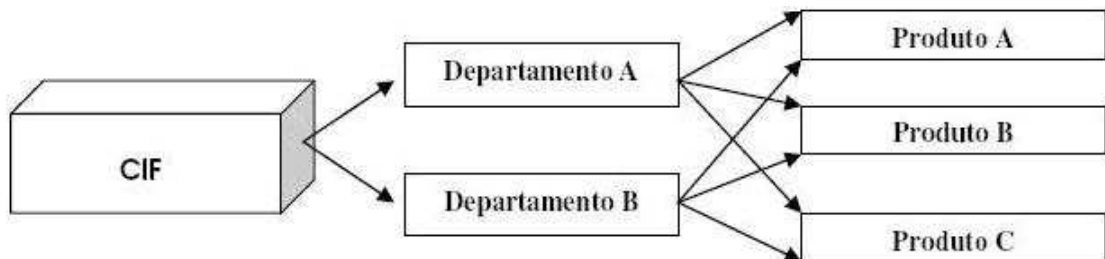 CIF
Departamento A
Departamento B
Produto A
Produto B
Produto C